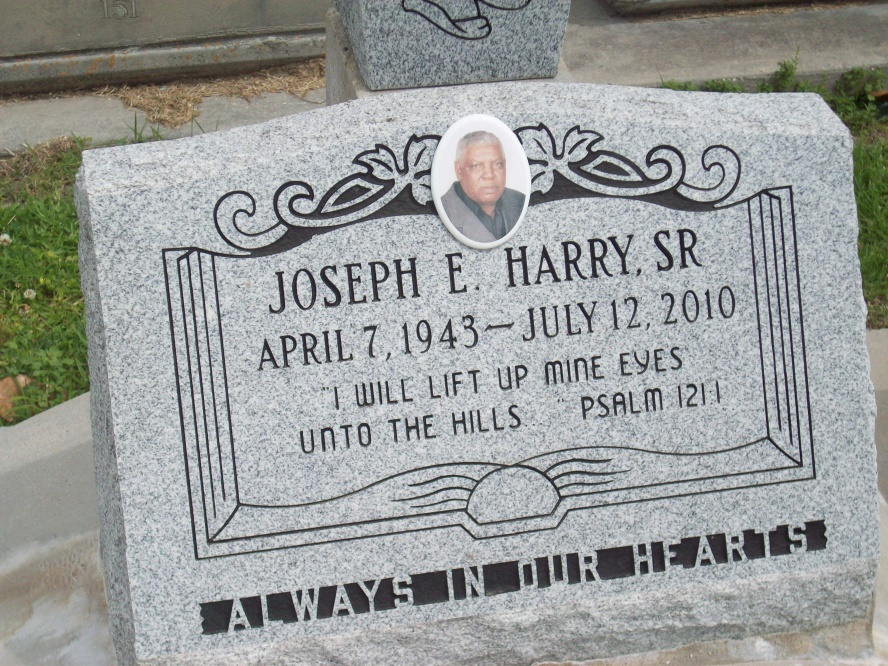 151
JOSEPH E. HARRY, SR
APRIL 7, 1943 — JULY 12, 2010
"I WILL LIFT UP MINE EYES
UNTO THE HILLS..." PSALM 121:1
ALWAYS IN OUR HEARTS